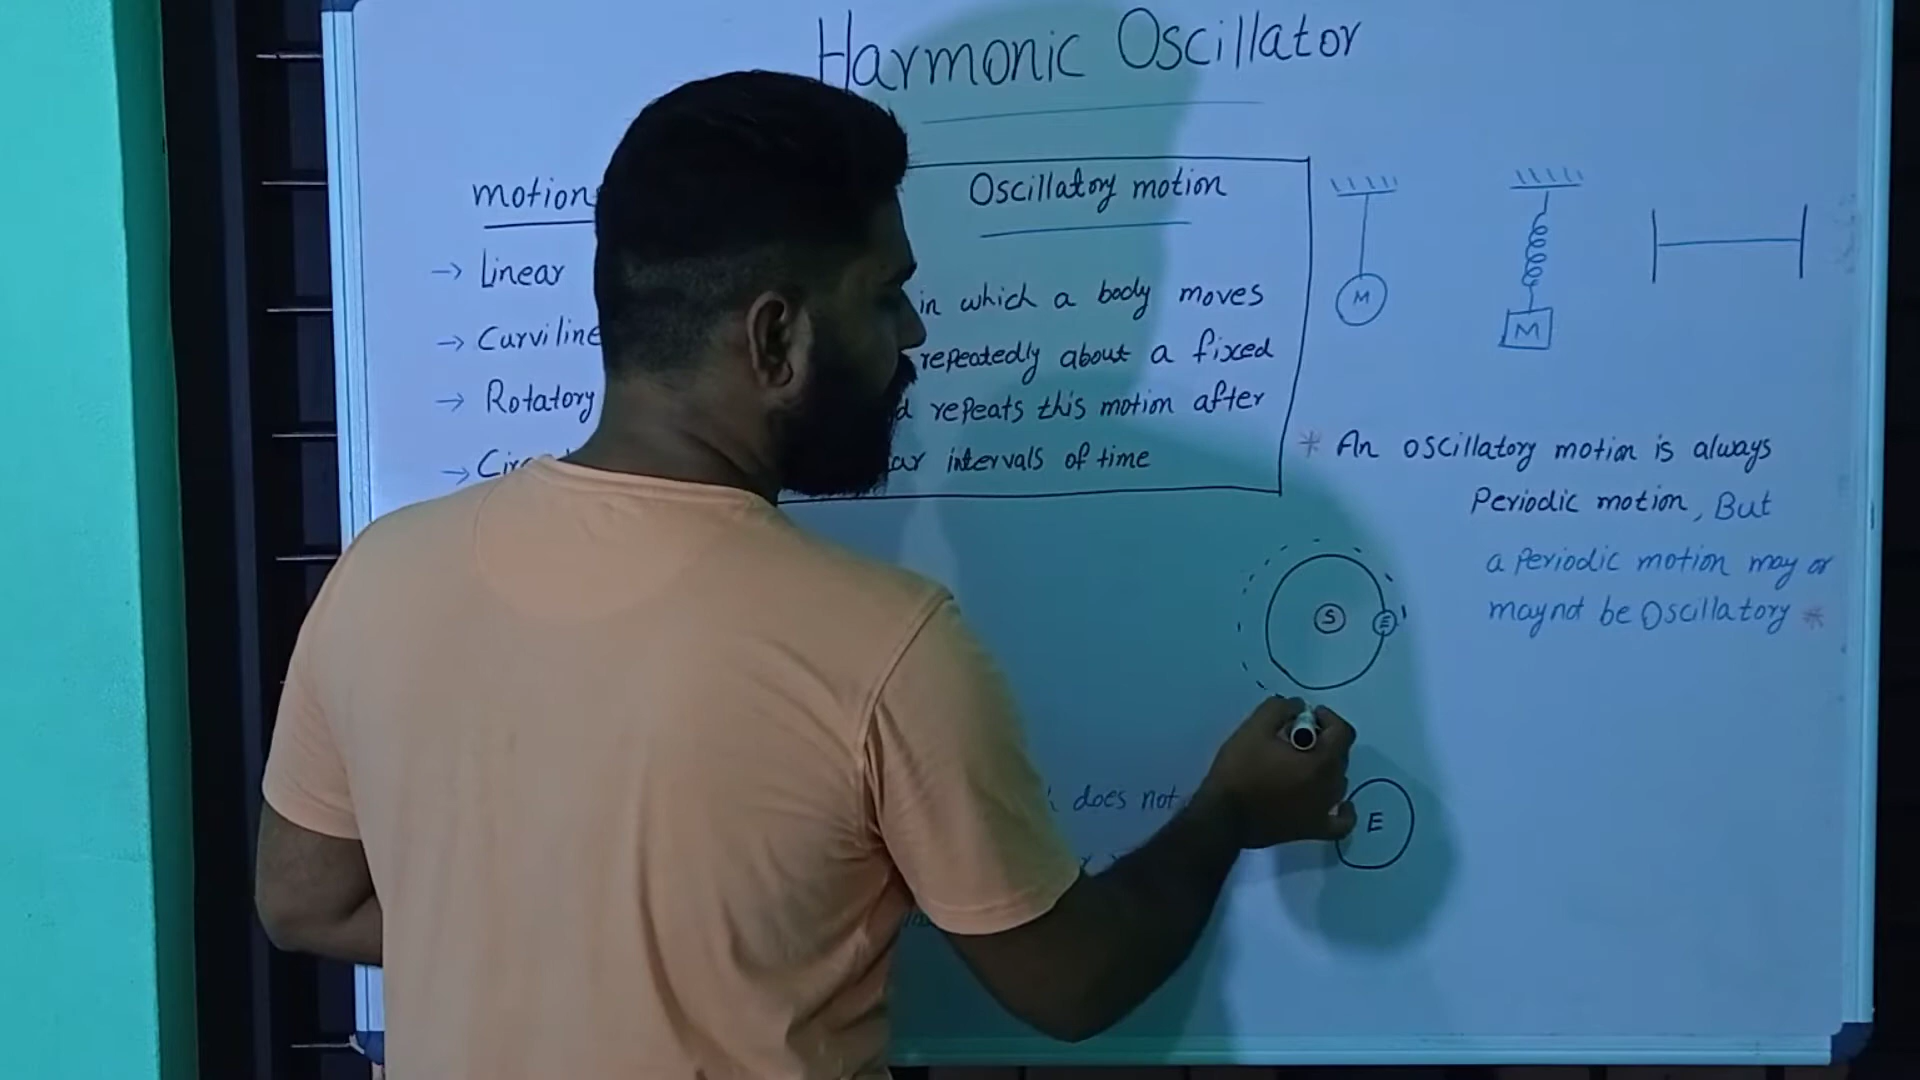 Harmonic Oscillator
motion
→ Linear
→ Curviline
→ Rotatory
→ Circ
Oscillatory motion
in which a body moves
repeatedly about a fixed
repeats this motion after
intervals of time
M
M
* An oscillatory motion is always
Periodic motion, But
a Periodic motion may or
maynot be Oscillatory *
S
E
does not
E